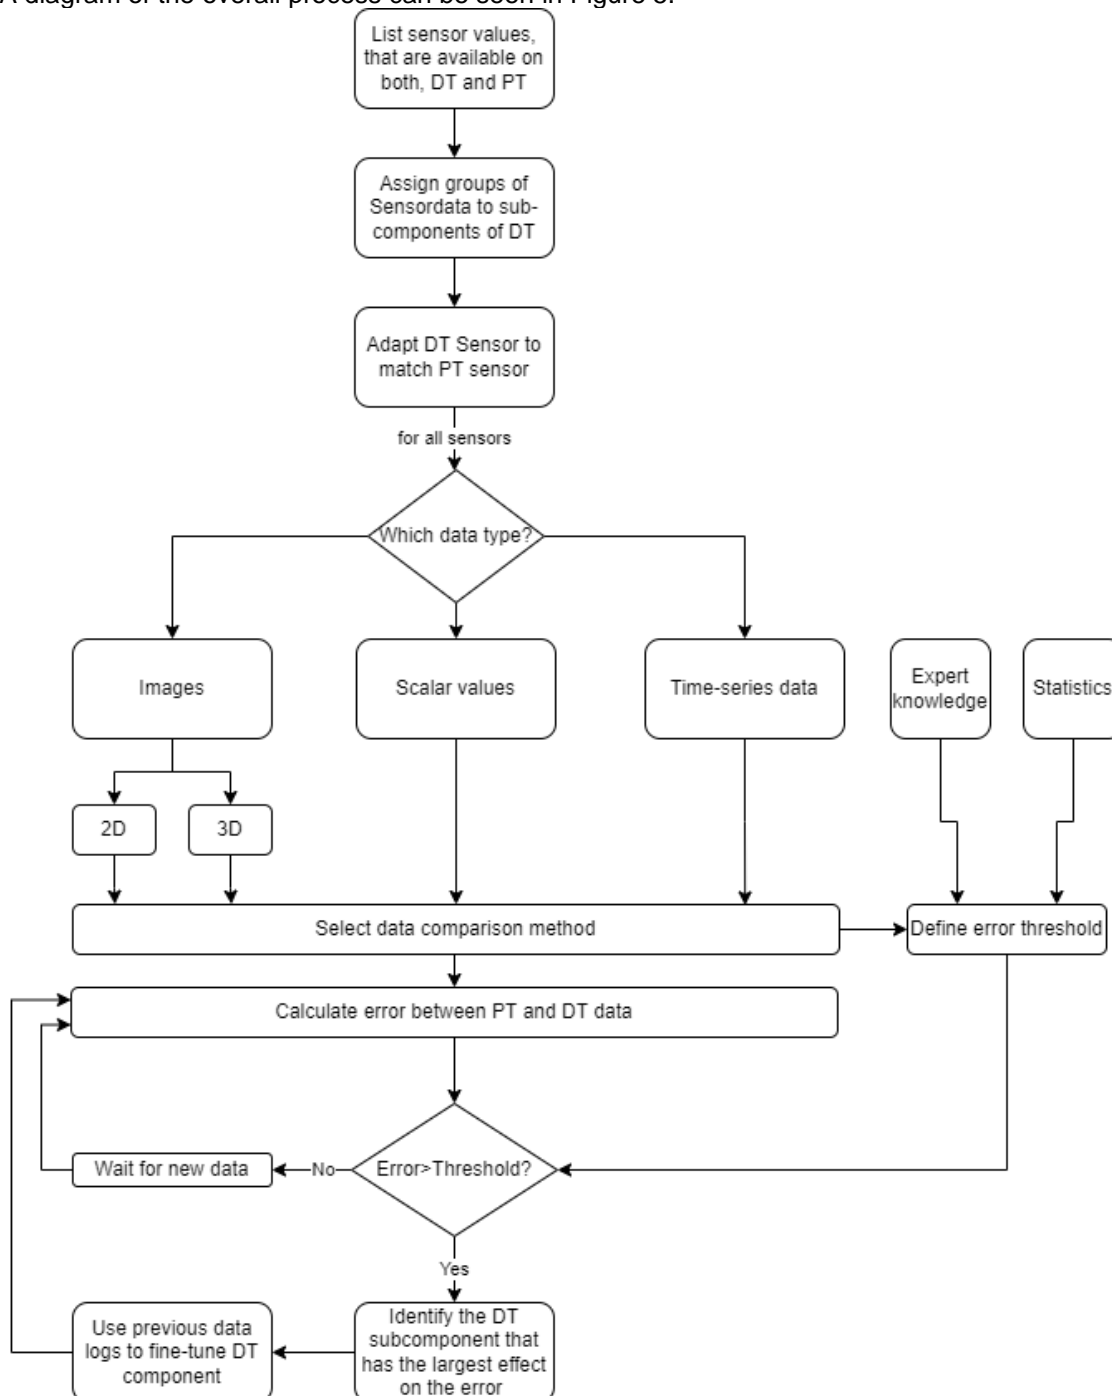 A diagram of the overall process can be seen in Figure 3.
List sensor values,
that are available on
both, DT and PT
Assign groups of
Sensordata to sub-
components of DT
Adapt DT Sensor to
match PT sensor
for all sensors
Which data type?
Images
Scalar values
Time-series data
Expert
knowledge
Statistics
2D
3D
Select data comparison method
Define error threshold
Calculate error between PT and DT data
Wait for new data
No
Error>Threshold?
Yes
Use previous data
logs to fine-tune DT
component
Identify the DT
subcomponent that
has the largest effect
on the error